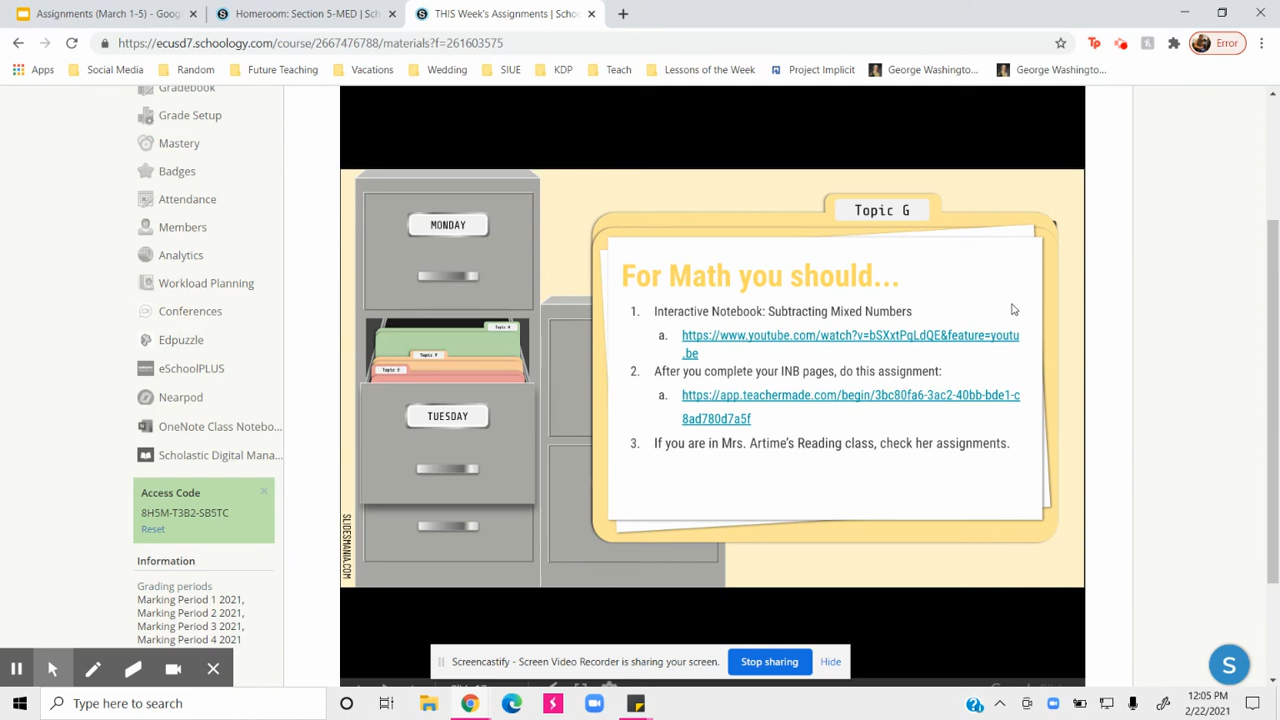 Assignments (March 1-5) - Goog
Homeroom: Section 5-MED | Sch
THIS Week's Assignments | Scho
https://ecusd7.schoology.com/course/2667476788/materials?f=261603575
Error
Apps
Social Media
Random
Future Teaching
Vacations
Wedding
SIUE
KDP
Teach
Lessons of the Week
Project Implicit
George Washingto...
George Washingto...
Gradebook
Grade Setup
Mastery
Badges
Attendance
Members
Analytics
Workload Planning
Conferences
Edpuzzle
eSchoolPLUS
Nearpod
OneNote Class Notebo...
Scholastic Digital Mana...
Access Code
8H5M-T3B2-SB5TC
Reset
Information
Grading periods
Marking Period 1 2021,
Marking Period 2 2021,
Marking Period 3 2021,
Marking Period 4 2021
MONDAY
Topic H
Topic F
Topic E
TUESDAY
SLIDESMANIA.COM
Topic G
For Math you should...
1. Interactive Notebook: Subtracting Mixed Numbers
a. https://www.youtube.com/watch?v=bSXxtPqLdQE&feature=youtu
.be
2. After you complete your INB pages, do this assignment:
a. https://app.teachermade.com/begin/3bc80fa6-3ac2-40bb-bde1-c
8ad780d7a5f
3. If you are in Mrs. Artime's Reading class, check her assignments.
Screencastify - Screen Video Recorder is sharing your screen.
Stop sharing
Hide
S
Type here to search
12:05 PM
2/22/2021